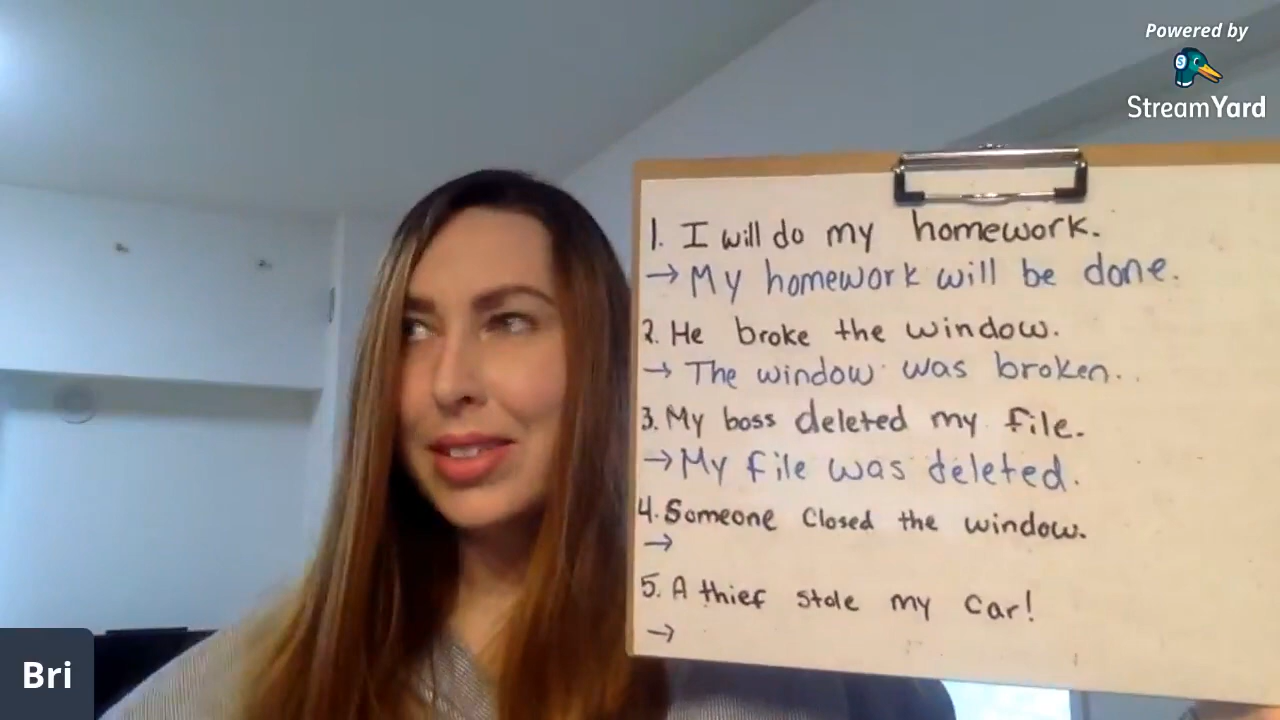 Powered by
StreamYard
1. I will do my homework.
→ My homework will be done.
2. He broke the window.
→ The window was broken.
3. My boss deleted my file.
→ My file was deleted.
4. Someone closed the window.
→
5. A thief stole my car!
→
Bri